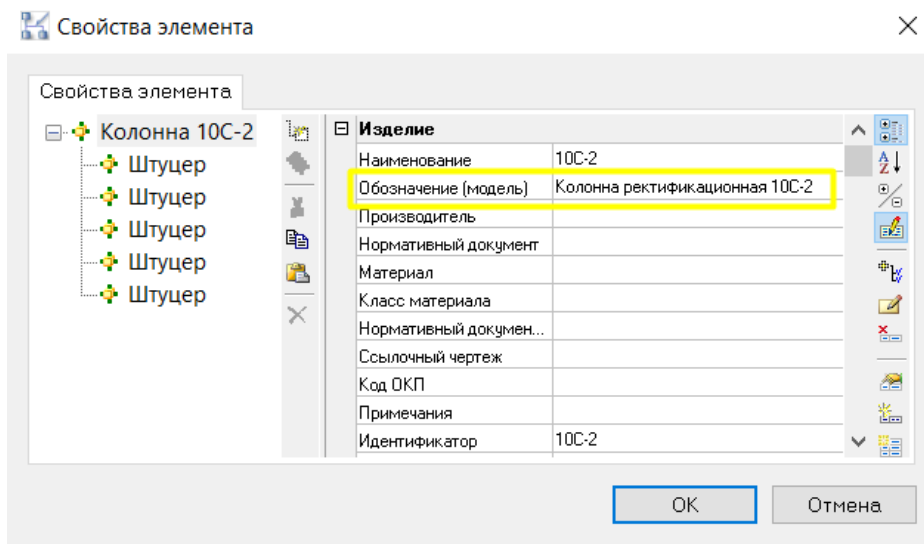 Свойства элемента
Свойства элемента
Колонна 10С-2
Штуцер
Штуцер
Штуцер
Штуцер
Штуцер
Изделие
Наименование 10С-2
Обозначение (модель) Колонна ректификационная 10С-2
Производитель
Нормативный документ
Материал
Класс материала
Нормативный докумен...
Ссылочный чертеж
Код ОКП
Примечания
Идентификатор 10С-2
ОК Отмена